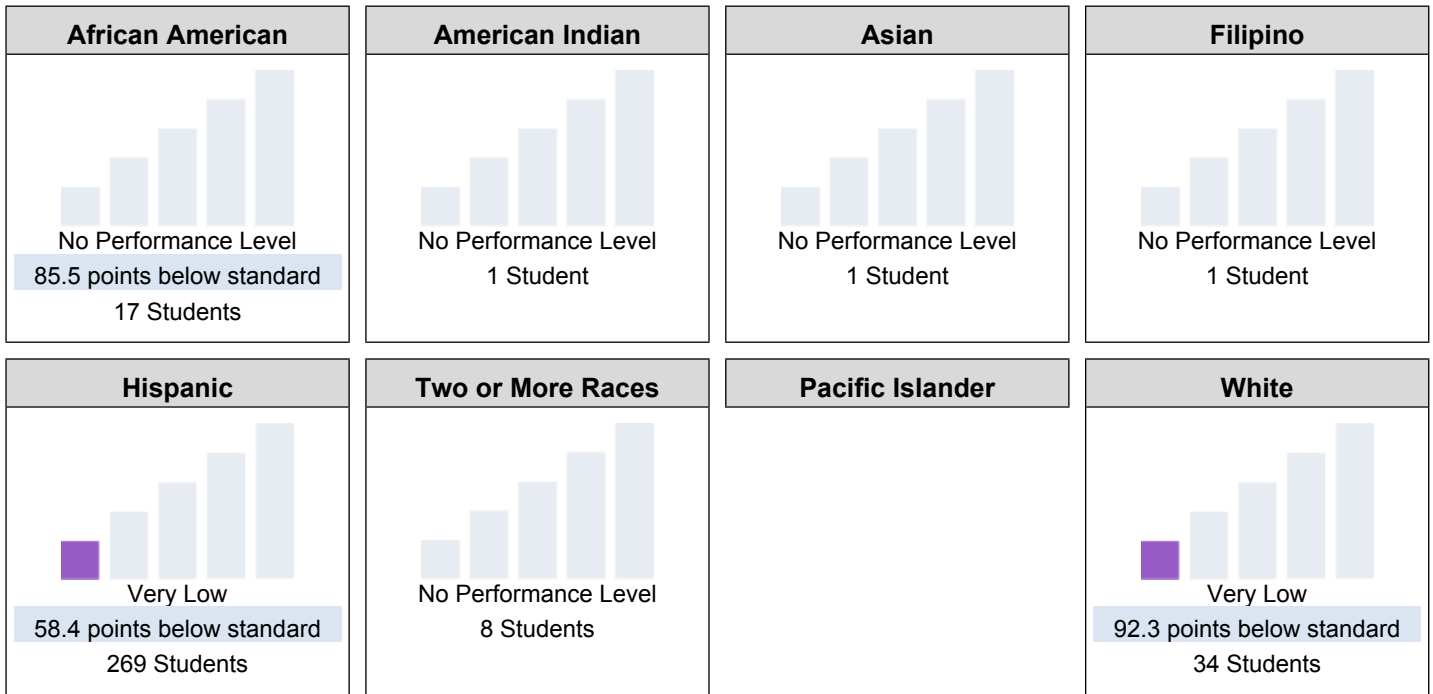 African American
No Performance Level
85.5 points below standard
17 Students
American Indian
No Performance Level
1 Student
Asian
No Performance Level
1 Student
Filipino
No Performance Level
1 Student
Hispanic
Very Low
58.4 points below standard
269 Students
Two or More Races
No Performance Level
8 Students
Pacific Islander
White
Very Low
92.3 points below standard
34 Students